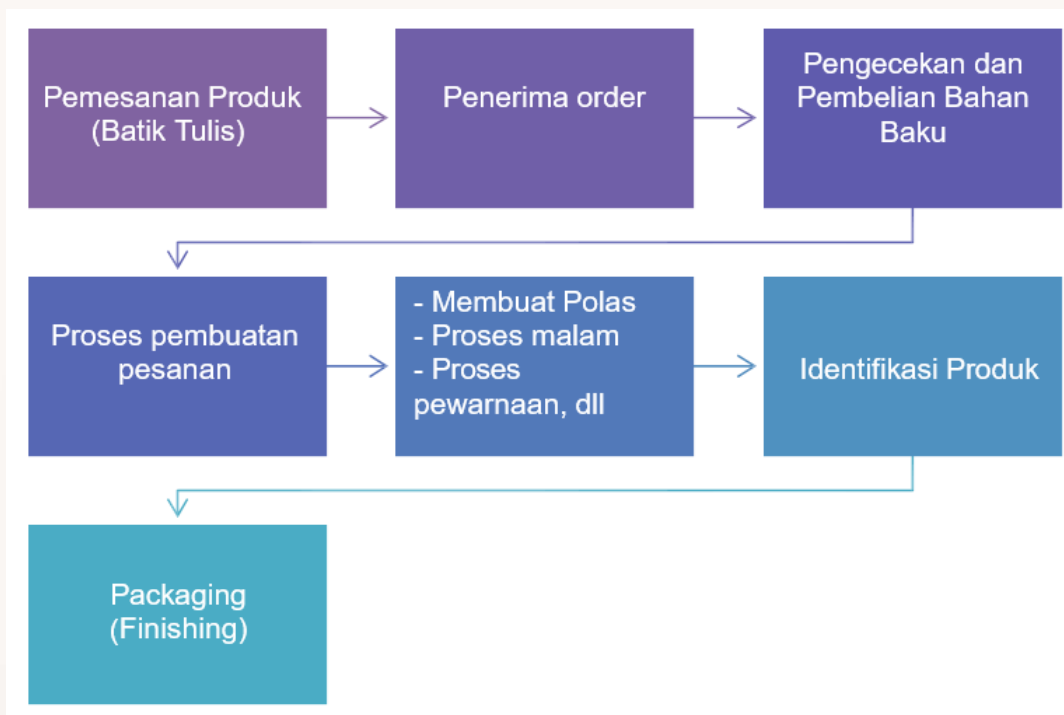 Pemesanan Produk
(Batik Tulis)
Penerima order
Pengecekan dan
Pembelian Bahan
Baku
Proses pembuatan
pesanan
- Membuat Polas
- Proses malam
- Proses
pewarnaan, dll
Identifikasi Produk
Packaging
(Finishing)